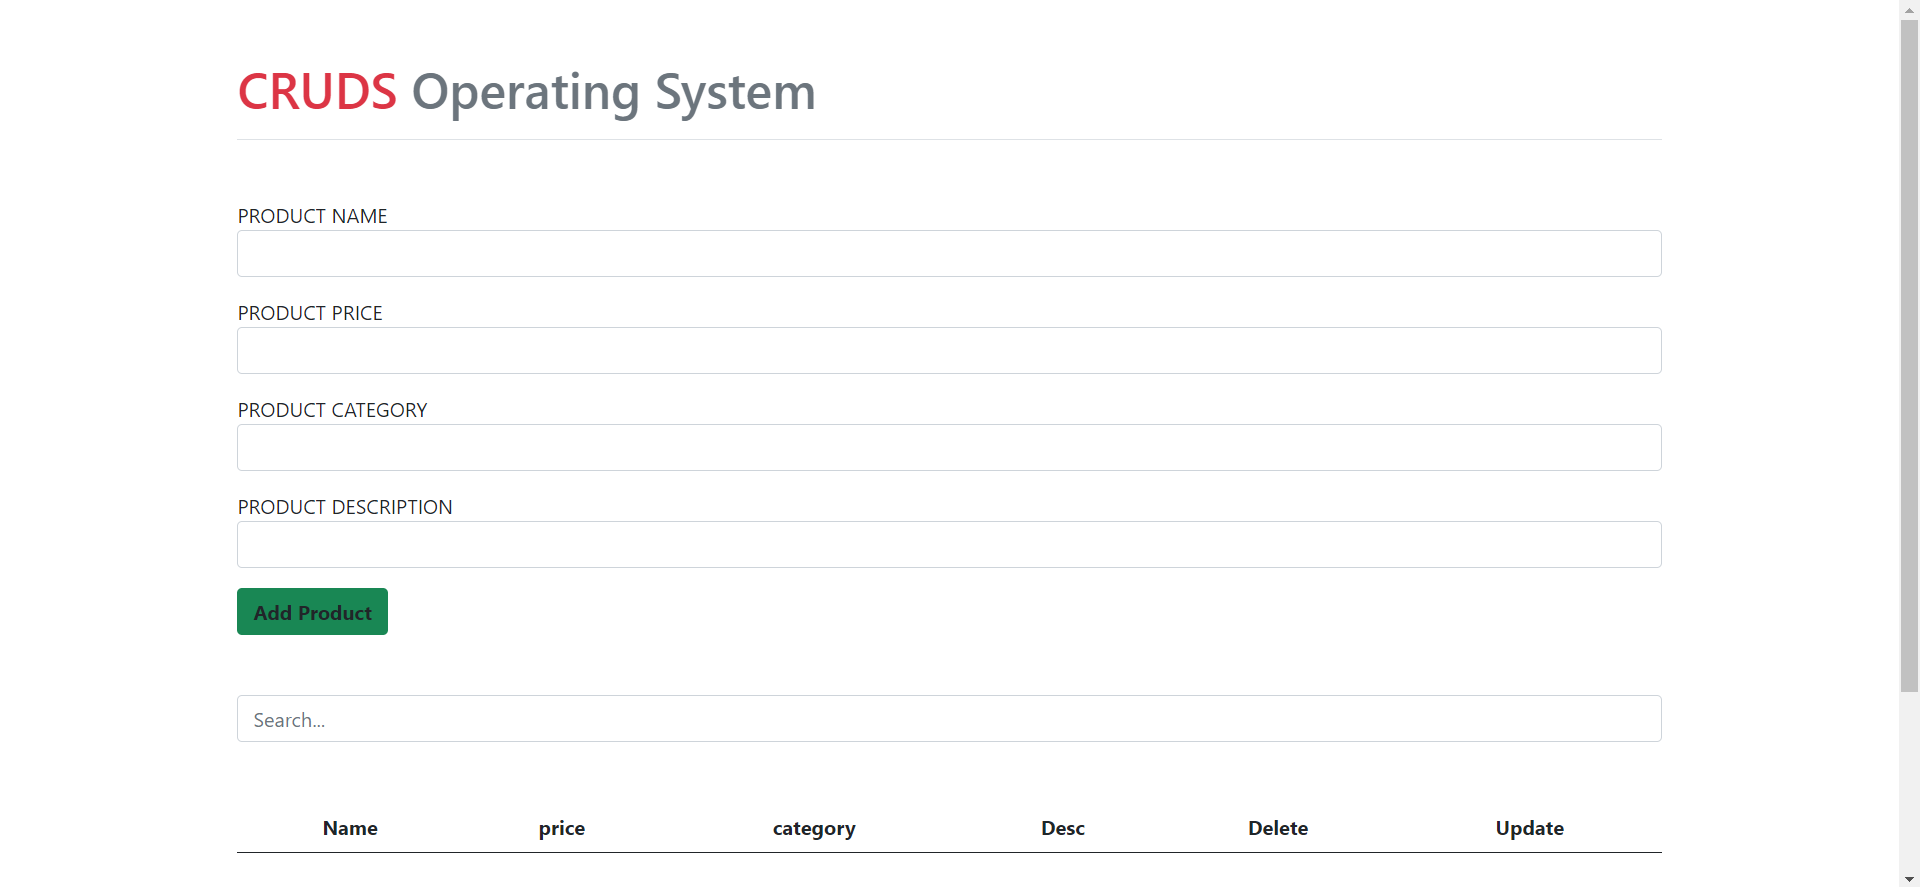 CRUDS Operating System
PRODUCT NAME
PRODUCT PRICE
PRODUCT CATEGORY
PRODUCT DESCRIPTION
Add Product
Search...
Name price category Desc Delete Update